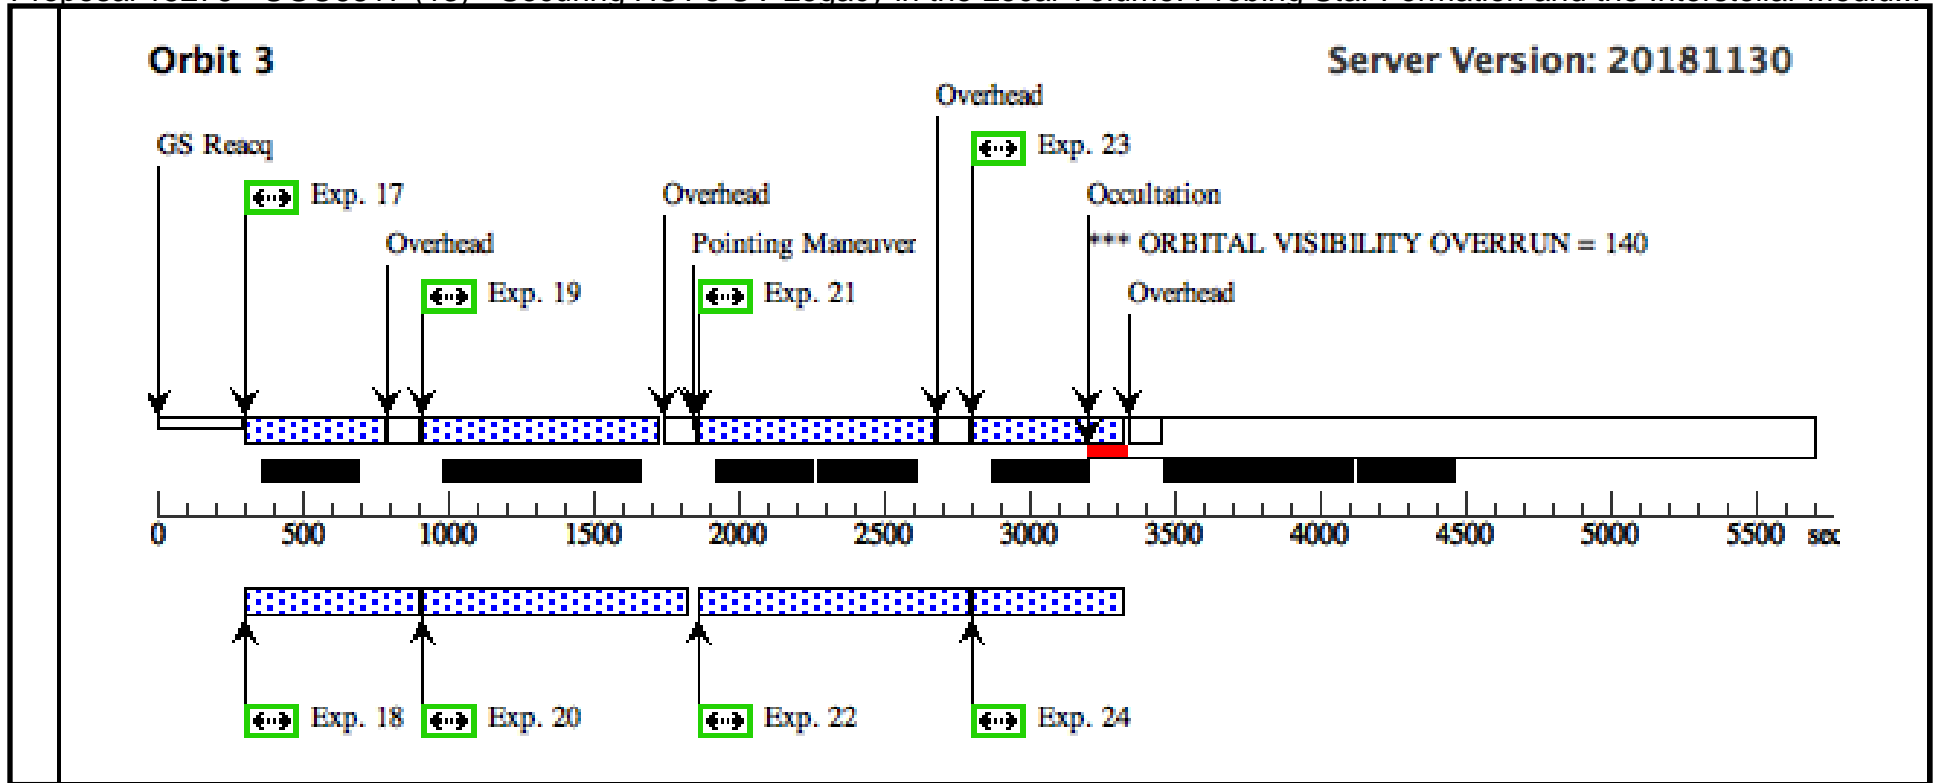 Orbit 3
Server Version: 20181130
Overhead
GS Reacq
Exp. 23
Exp. 17
Overhead
Occultation
Overhead
Pointing Maneuver
*** ORBITAL VISIBILITY OVERRUN = 140
Exp. 19
Exp. 21
Overhead
0 500 1000 1500 2000 2500 3000 3500 4000 4500 5000 5500 sec
Exp. 18
Exp. 20
Exp. 22
Exp. 24